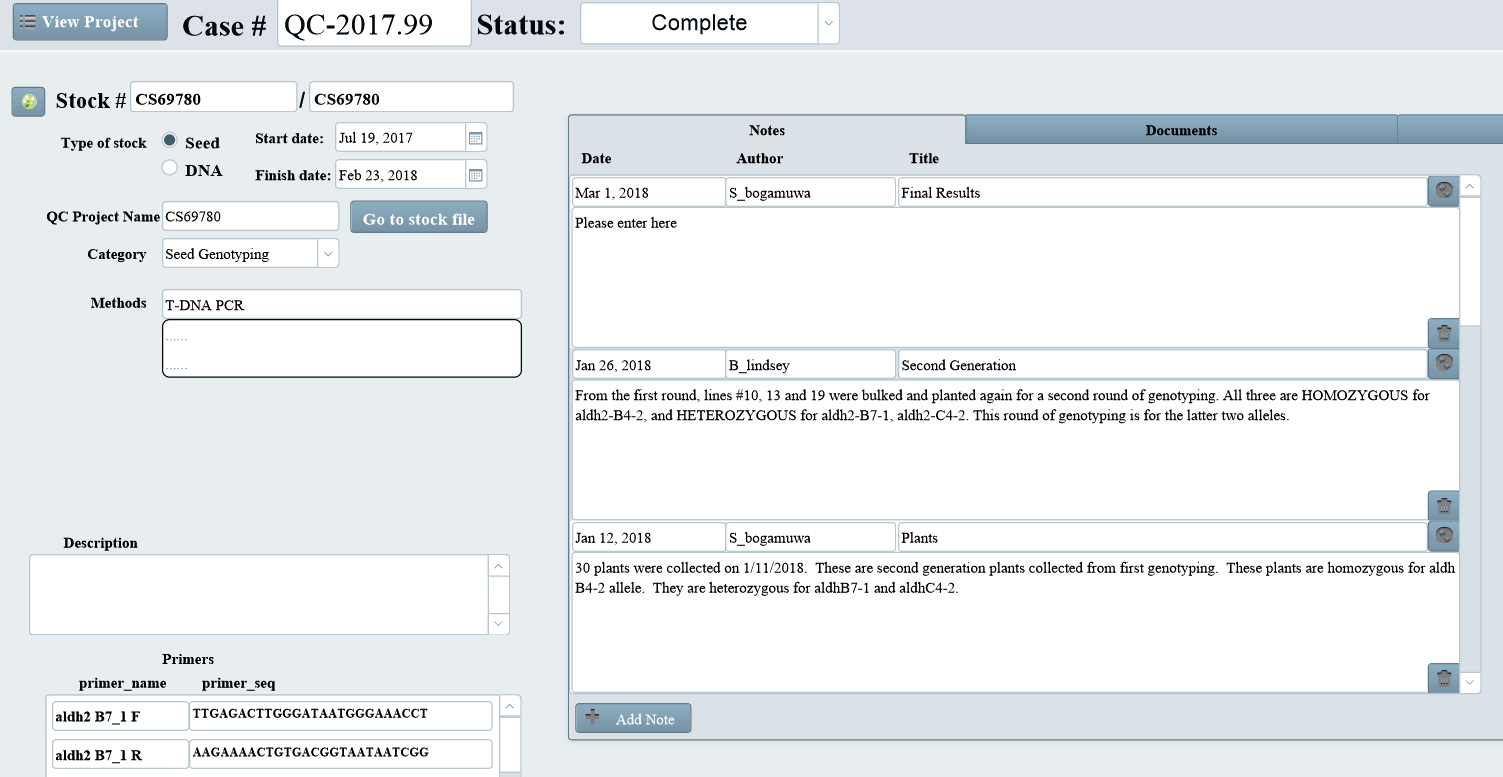 View Project Case # QC-2017.99 Status: Complete
Stock # CS69780 / CS69780
Type of stock Seed Start date: Jul 19, 2017
DNA Finish date: Feb 23, 2018
QC Project Name CS69780 Go to stock file
Category Seed Genotyping
Methods T-DNA PCR
......
......
Description
Primers
primer_name primer_seq
aldh2 B7_1 F TTGAGACTTGGGATAATGGGAAACCT
aldh2 B7_1 R AAGAAAACTGTGACGGTAATAATCGG
Notes Documents
Date Author Title
Mar 1, 2018 S_bogamuwa Final Results
Please enter here
Jan 26, 2018 B_lindsey Second Generation
From the first round, lines #10, 13 and 19 were bulked and planted again for a second round of genotyping. All three are HOMOZYGOUS for
aldh2-B4-2, and HETEROZYGOUS for aldh2-B7-1, aldh2-C4-2. This round of genotyping is for the latter two alleles.
Jan 12, 2018 S_bogamuwa Plants
30 plants were collected on 1/11/2018.  These are second generation plants collected from first genotyping.  These plants are homozygous for aldh
B4-2 allele.  They are heterozygous for aldhB7-1 and aldhC4-2.
Add Note